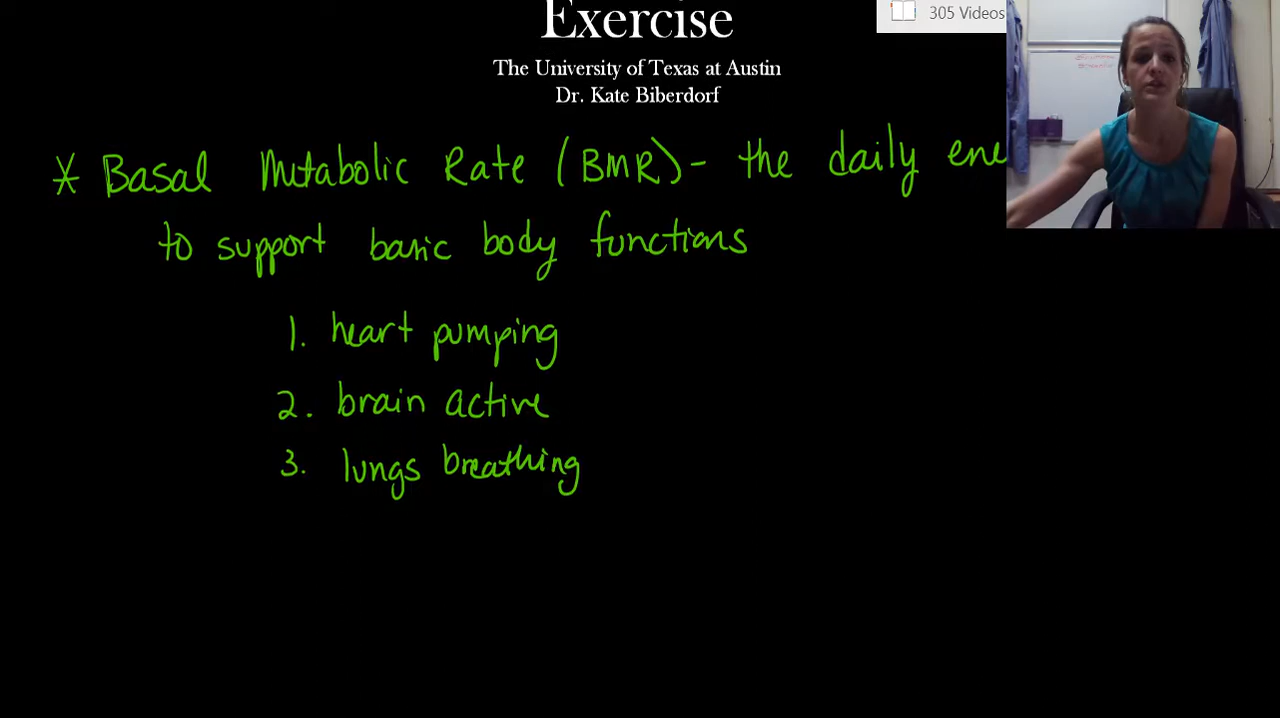 Exercise
305 Videos
The University of Texas at Austin
Dr. Kate Biberdorf
* Basal Metabolic Rate (BMR) - the daily ene
to support basic body functions
1. heart pumping
2. brain active
3. lungs breathing